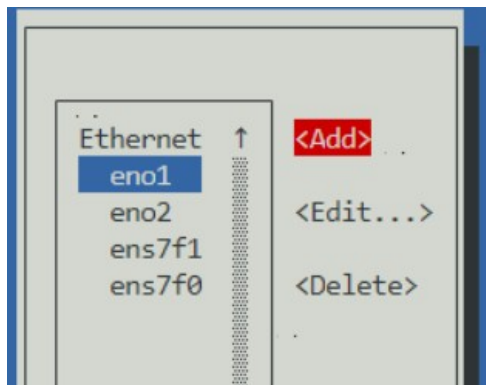 Ethernet ↑ <Add>
eno1
eno2 <Edit...>
ens7f1
ens7f0 <Delete>